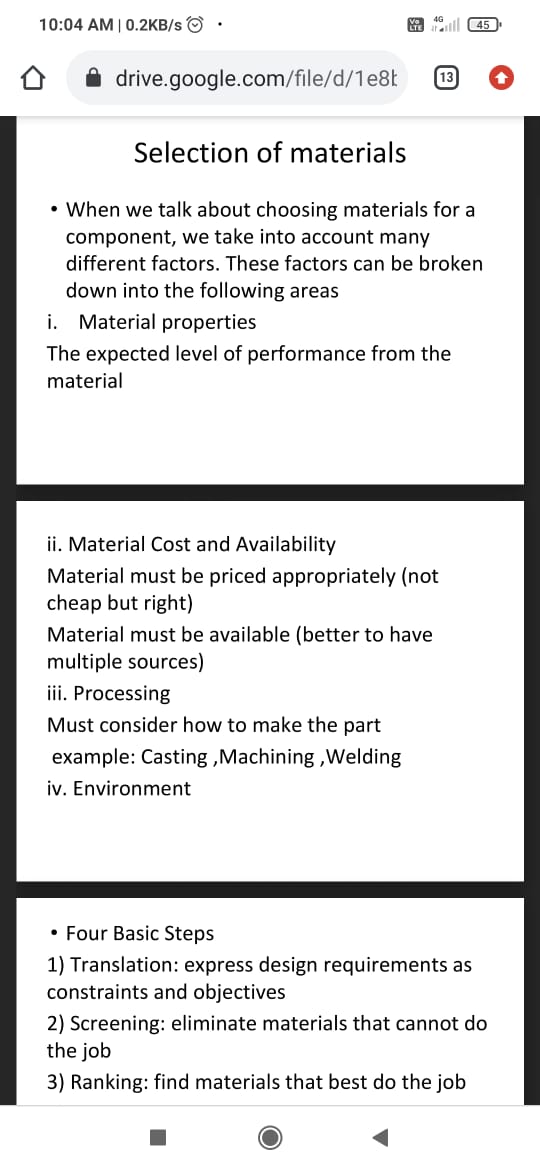 10:04 AM | 0.2KB/s
Vo LTE 4G 45
drive.google.com/file/d/1e8t 13
Selection of materials
• When we talk about choosing materials for a
component, we take into account many
different factors. These factors can be broken
down into the following areas
i. Material properties
The expected level of performance from the
material
ii. Material Cost and Availability
Material must be priced appropriately (not
cheap but right)
Material must be available (better to have
multiple sources)
iii. Processing
Must consider how to make the part
example: Casting ,Machining ,Welding
iv. Environment
• Four Basic Steps
1) Translation: express design requirements as
constraints and objectives
2) Screening: eliminate materials that cannot do
the job
3) Ranking: find materials that best do the job